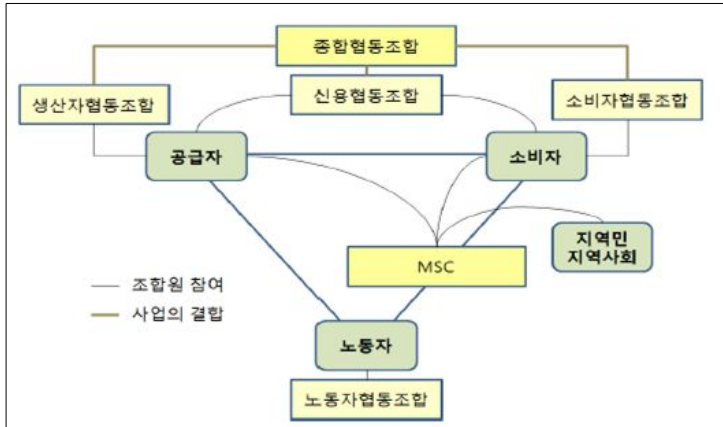 종합협동조합
생산자협동조합
신용협동조합
소비자협동조합
공급자
소비자
지역민
지역사회
MSC
조합원 참여
사업의 결합
노동자
노동자협동조합